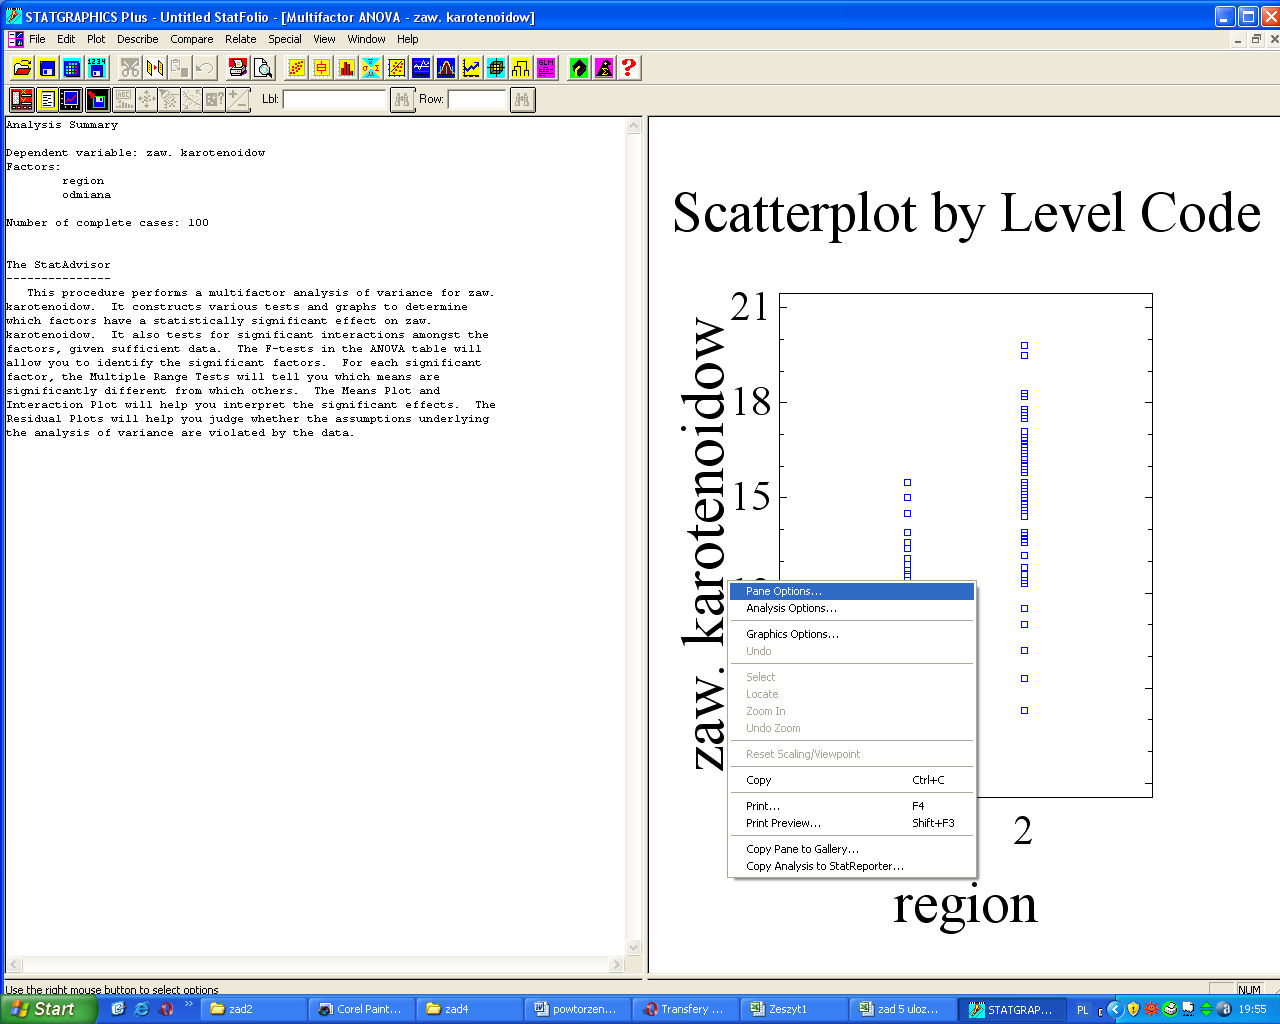 STATGRAPHICS Plus - Untitled StatFolio - [Multifactor ANOVA - zaw. karotenoidow]
File Edit Plot Describe Compare Relate Special View Window Help
1234
GLM
Lbl: Row:
Analysis Summary
Dependent variable: zaw. karotenoidow
Factors:
region
odmiana
Number of complete cases: 100
The StatAdvisor
---------------
This procedure performs a multifactor analysis of variance for zaw.
karotenoidow. It constructs various tests and graphs to determine
which factors have a statistically significant effect on zaw.
karotenoidow. It also tests for significant interactions amongst the
factors, given sufficient data. The F-tests in the ANOVA table will
allow you to identify the significant factors. For each significant
factor, the Multiple Range Tests will tell you which means are
significantly different from which others. The Means Plot and
Interaction Plot will help you interpret the significant effects. The
Residual Plots will help you judge whether the assumptions underlying
the analysis of variance are violated by the data.
Scatterplot by Level Code
21
18
15
zaw. karotenoidow
2
region
Pane Options...
Analysis Options...
Graphics Options...
Undo
Select
Locate
Zoom In
Undo Zoom
Reset Scaling/Viewpoint
Copy Ctrl+C
Print... F4
Print Preview... Shift+F3
Copy Pane to Gallery...
Copy Analysis to StatReporter...
Use the right mouse button to select options
NUM
Start zad2 Corel Paint... zad4 powtorzen... Transfery ... Zeszyt1 zad 5 uloz... STATGRAP... PL 19:55